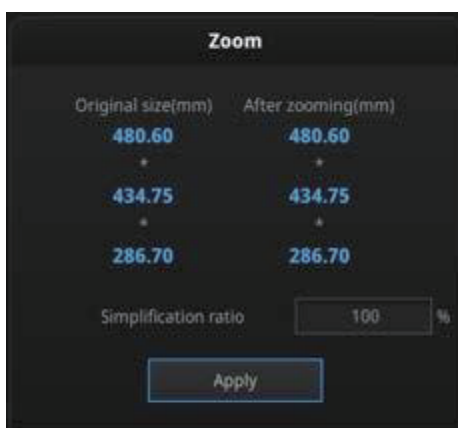 Zoom
Original size(mm) After zooming(mm)
480.60 480.60
* *
434.75 434.75
* *
286.70 286.70
Simplification ratio 100 %
Apply